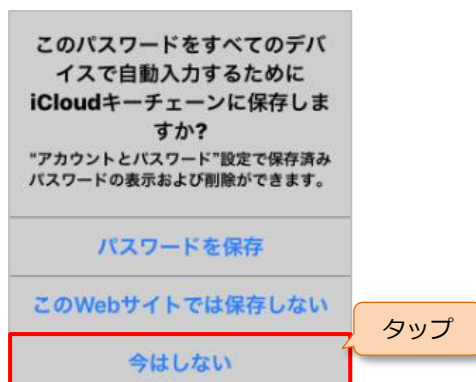 このパスワードをすべてのデバ
イスで自動入力するために
iCloudキーチェーンに保存しま
すか?
“アカウントとパスワード”設定で保存済み
パスワードの表示および削除ができます。
パスワードを保存
このWebサイトでは保存しない
今はしない
タップ